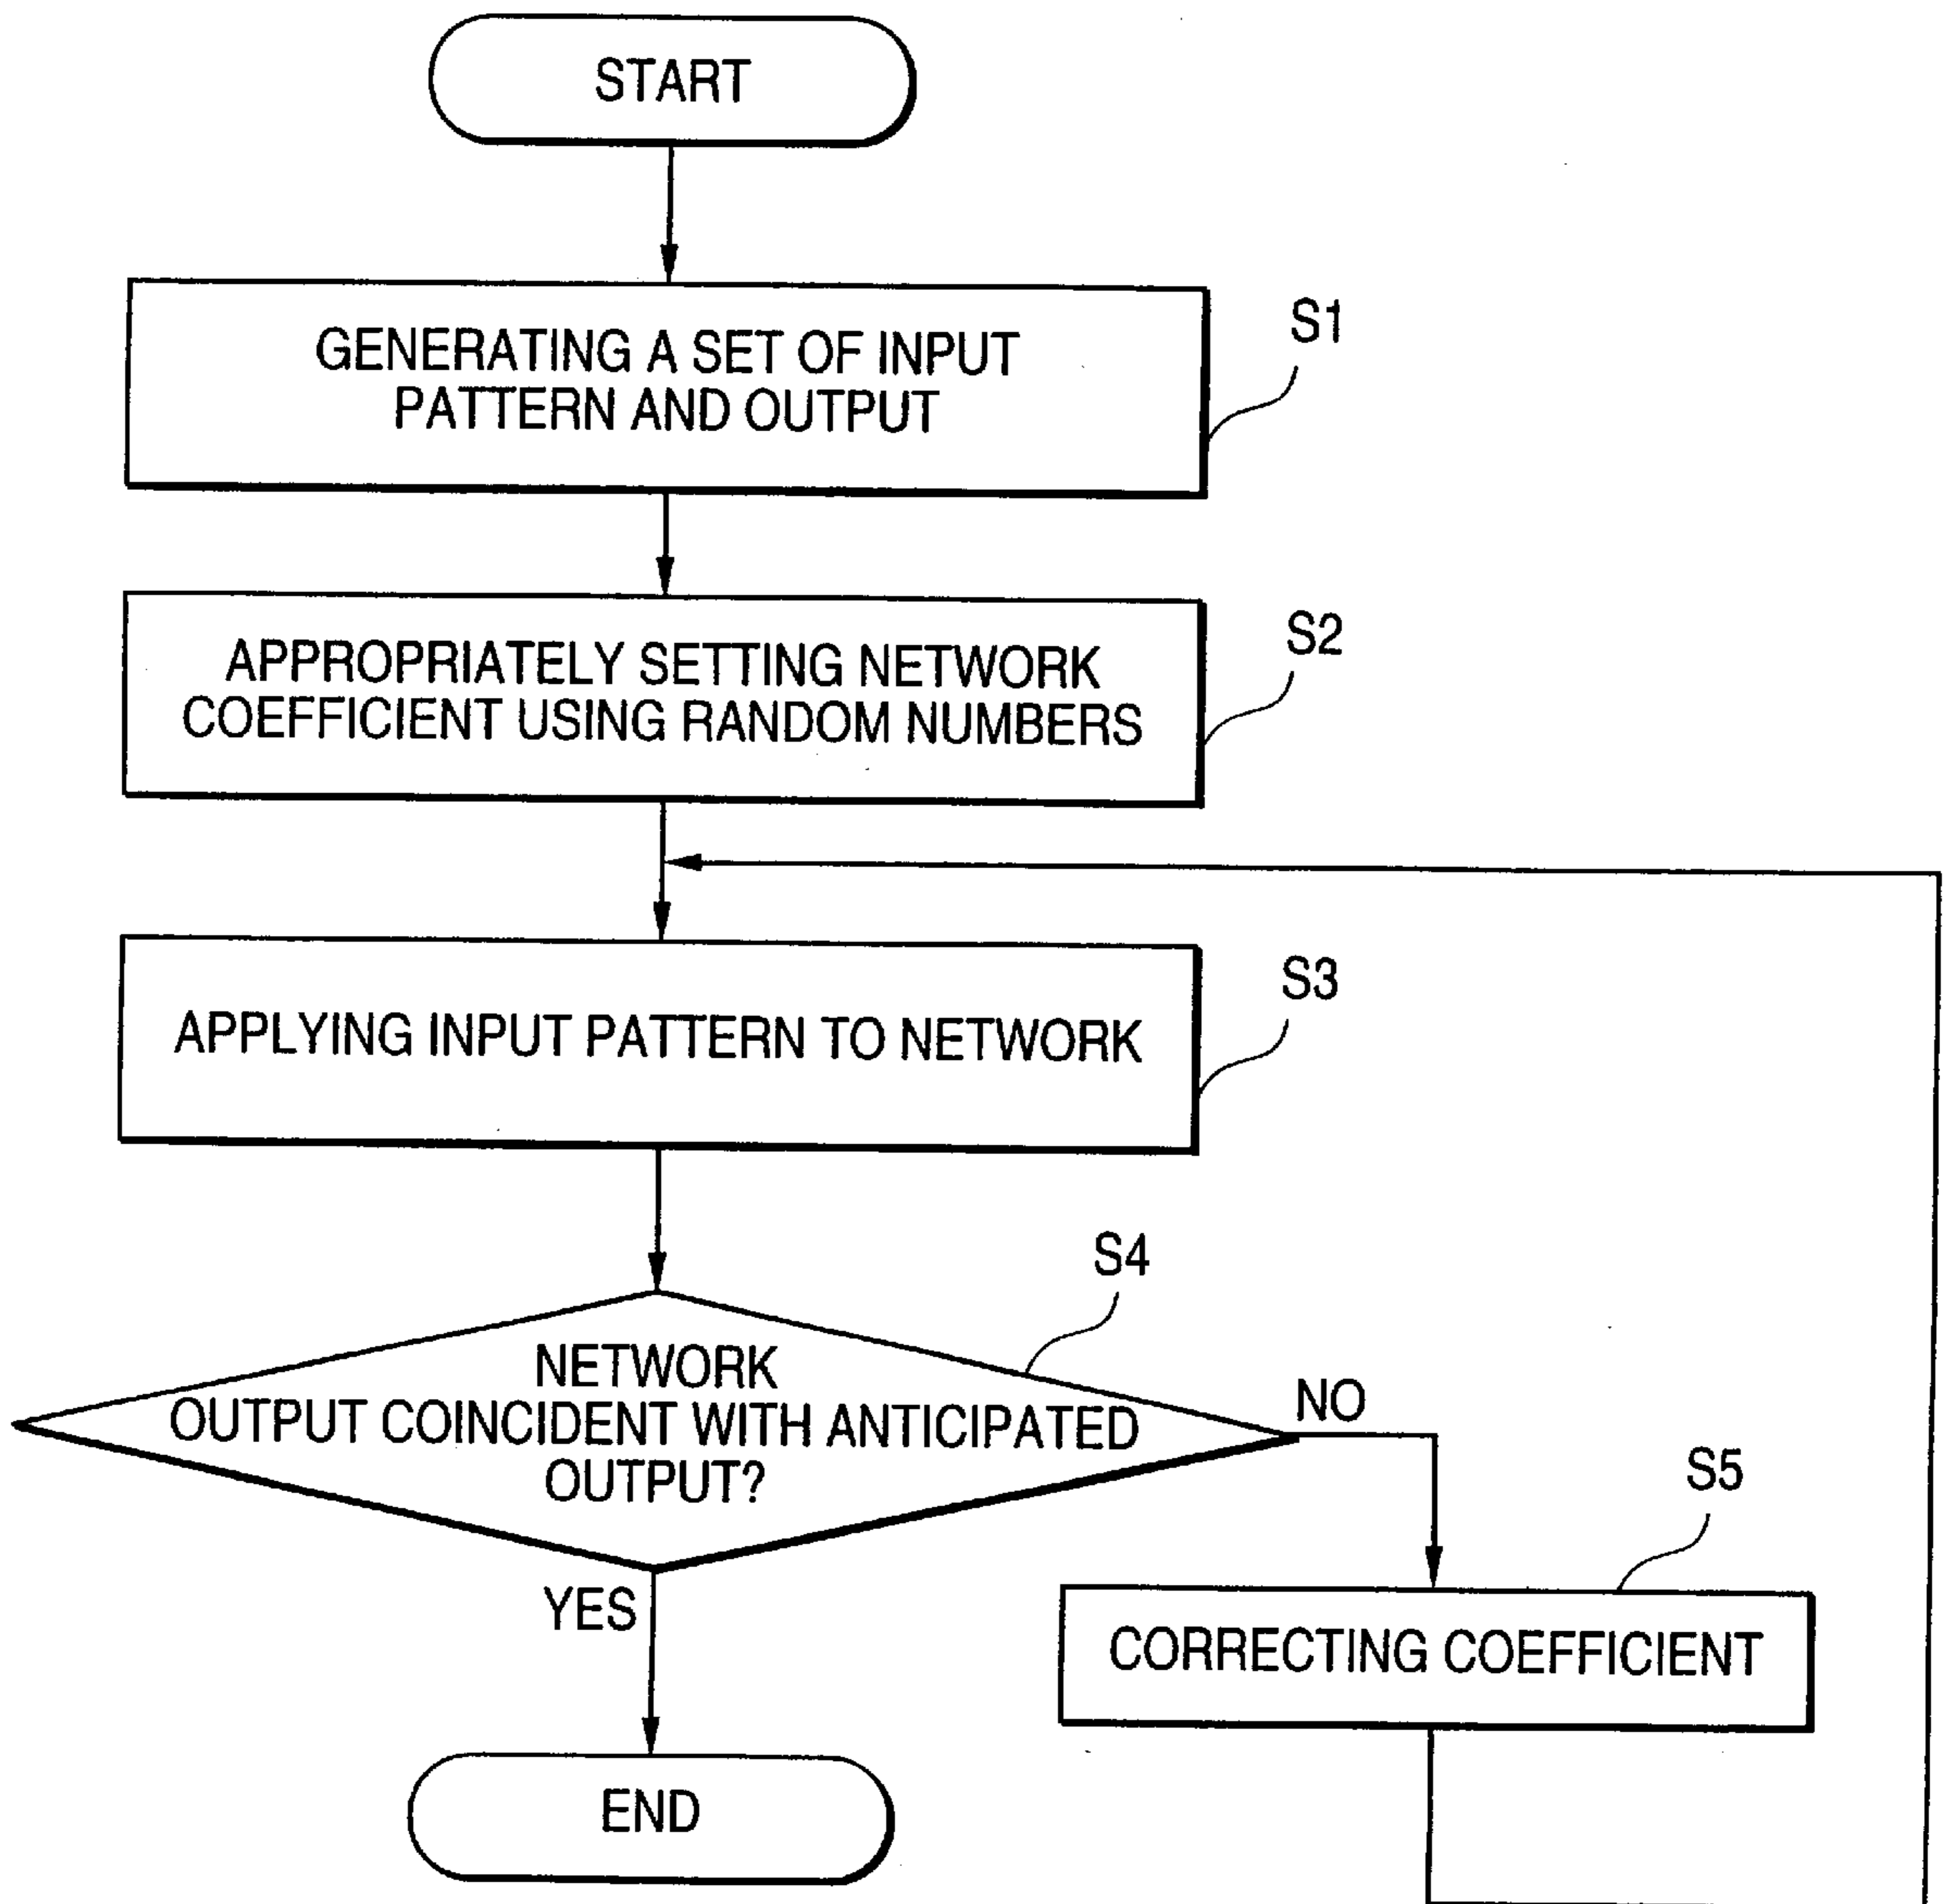 START
GENERATING A SET OF INPUT
PATTERN AND OUTPUT
S1
APPROPRIATELY SETTING NETWORK
COEFFICIENT USING RANDOM NUMBERS
S2
APPLYING INPUT PATTERN TO NETWORK
S3
NETWORK
OUTPUT COINCIDENT WITH ANTICIPATED
OUTPUT?
S4
NO
YES
S5
CORRECTING COEFFICIENT
END